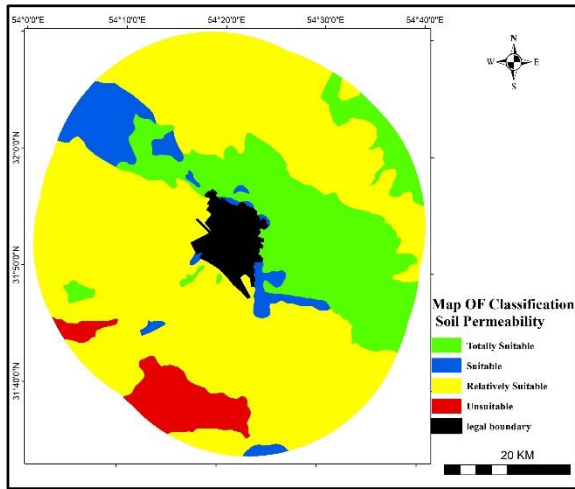 54°0'0"E
54°10'0"E
54°20'0"E
54°30'0"E
54°40'0"E
N
W E
S
32°0'0"N
31°50'0"N
31°40'0"N
Map OF Classification
Soil Permeability
Totally Suitable
Suitable
Relatively Suitable
Unsuitable
legal boundary
20 KM